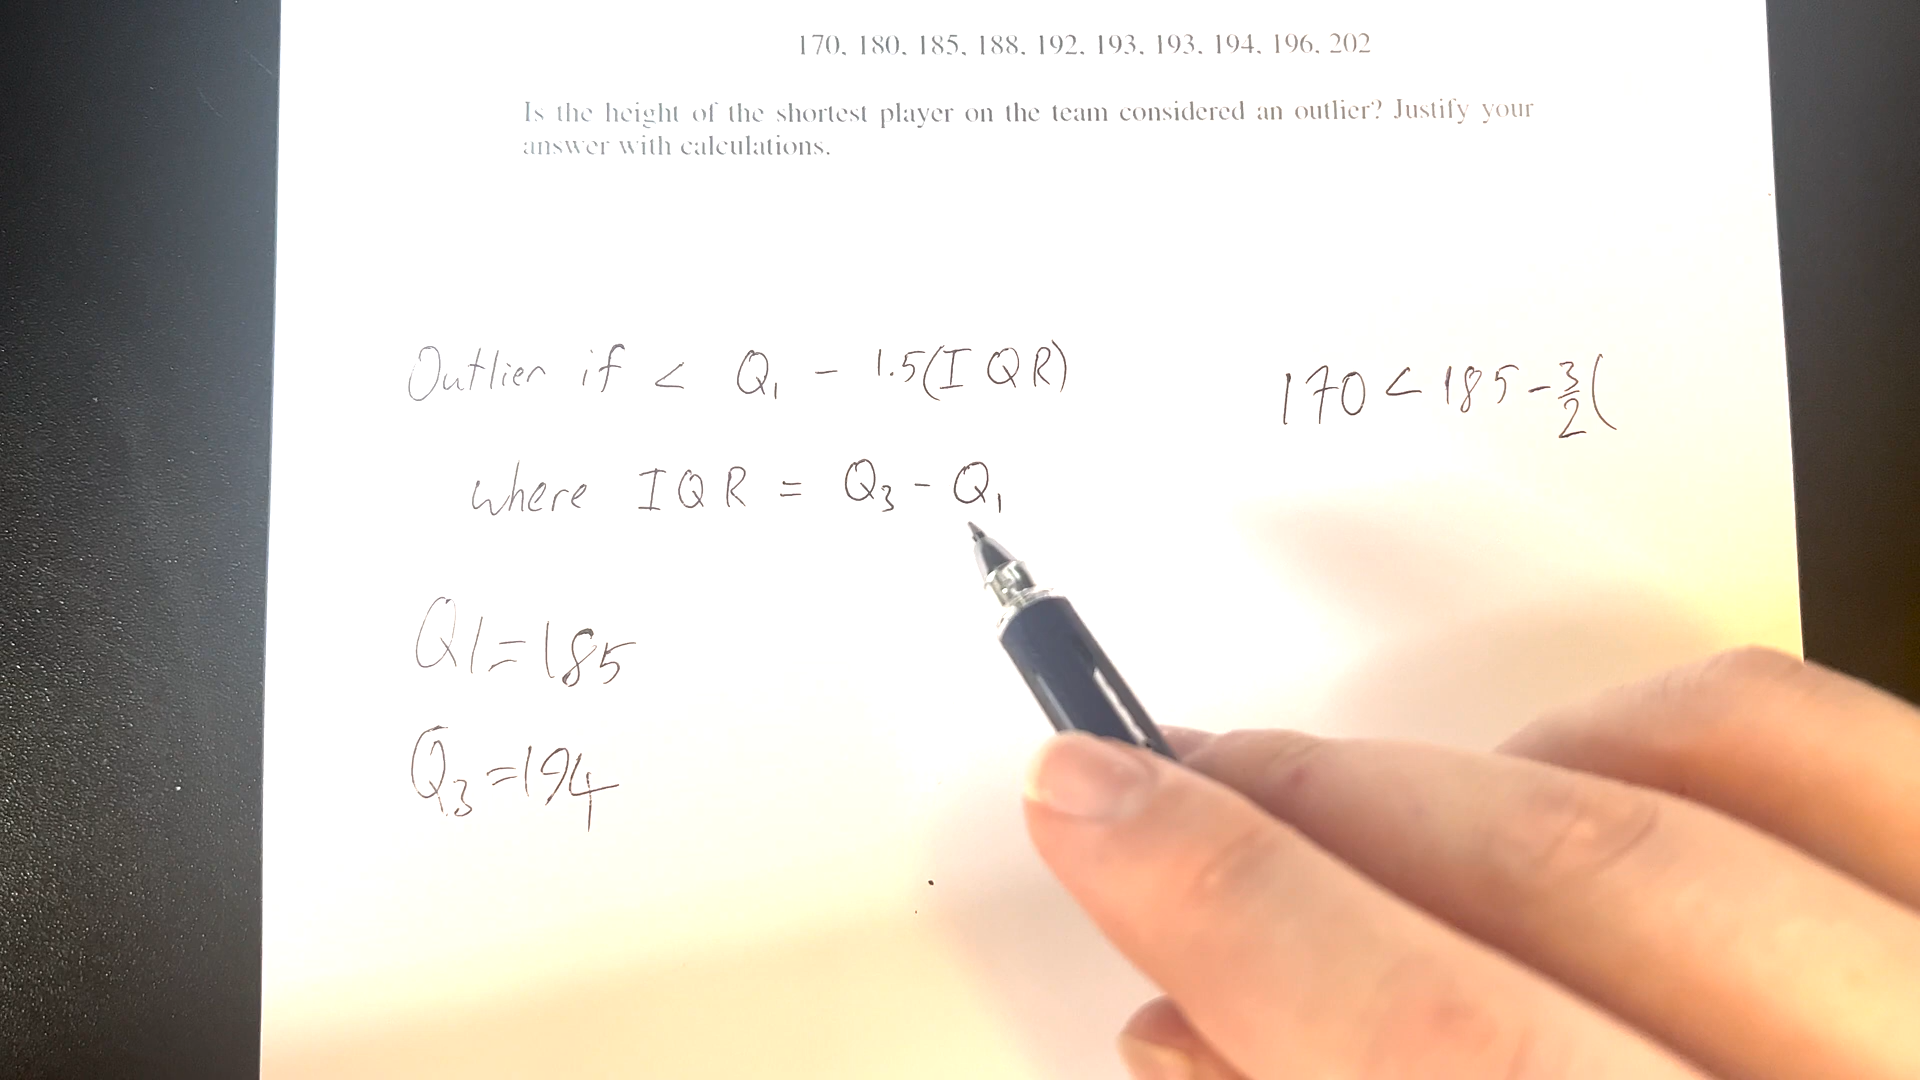 170, 180, 185, 188, 192, 193, 193, 194, 196, 202
Is the height of the shortest player on the team considered an outlier? Justify your
answer with calculations.
Outlier if < Q₁ - 1.5(IQR)
170 < 185 - 3/2 (
where IQR = Q₃ - Q₁
Q1=185
Q₃=194